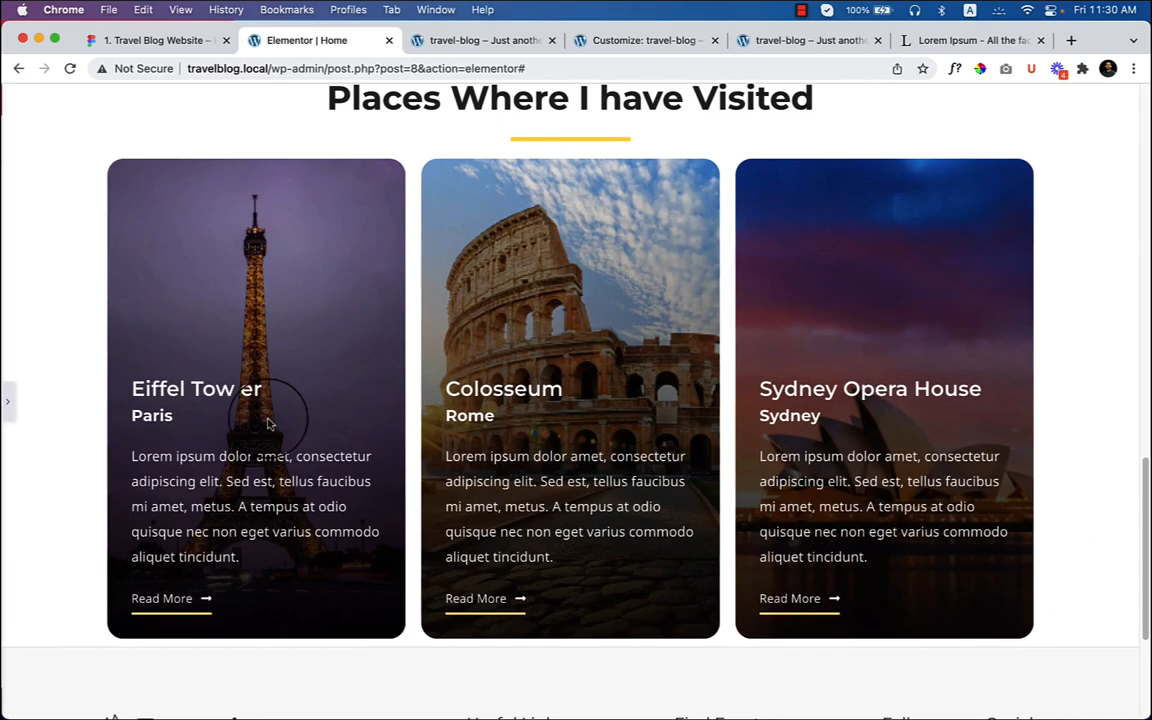 Chrome File Edit View History Bookmarks Profiles Tab Window Help 100% A Fri 11:30 AM
1. Travel Blog Website – Elementor | Home travel-blog – Just anoth Customize: travel-blog – travel-blog – Just anoth Lorem Ipsum - All the fac
Not Secure travelblog.local/wp-admin/post.php?post=8&action=elementor# f? U 4
Places Where I have Visited
Eiffel Tower
Paris
Lorem ipsum dolor amet, consectetur
adipiscing elit. Sed est, tellus faucibus
mi amet, metus. A tempus at odio
quisque nec non eget varius commodo
aliquet tincidunt.
Read More
Colosseum
Rome
Lorem ipsum dolor amet, consectetur
adipiscing elit. Sed est, tellus faucibus
mi amet, metus. A tempus at odio
quisque nec non eget varius commodo
aliquet tincidunt.
Read More
Sydney Opera House
Sydney
Lorem ipsum dolor amet, consectetur
adipiscing elit. Sed est, tellus faucibus
mi amet, metus. A tempus at odio
quisque nec non eget varius commodo
aliquet tincidunt.
Read More